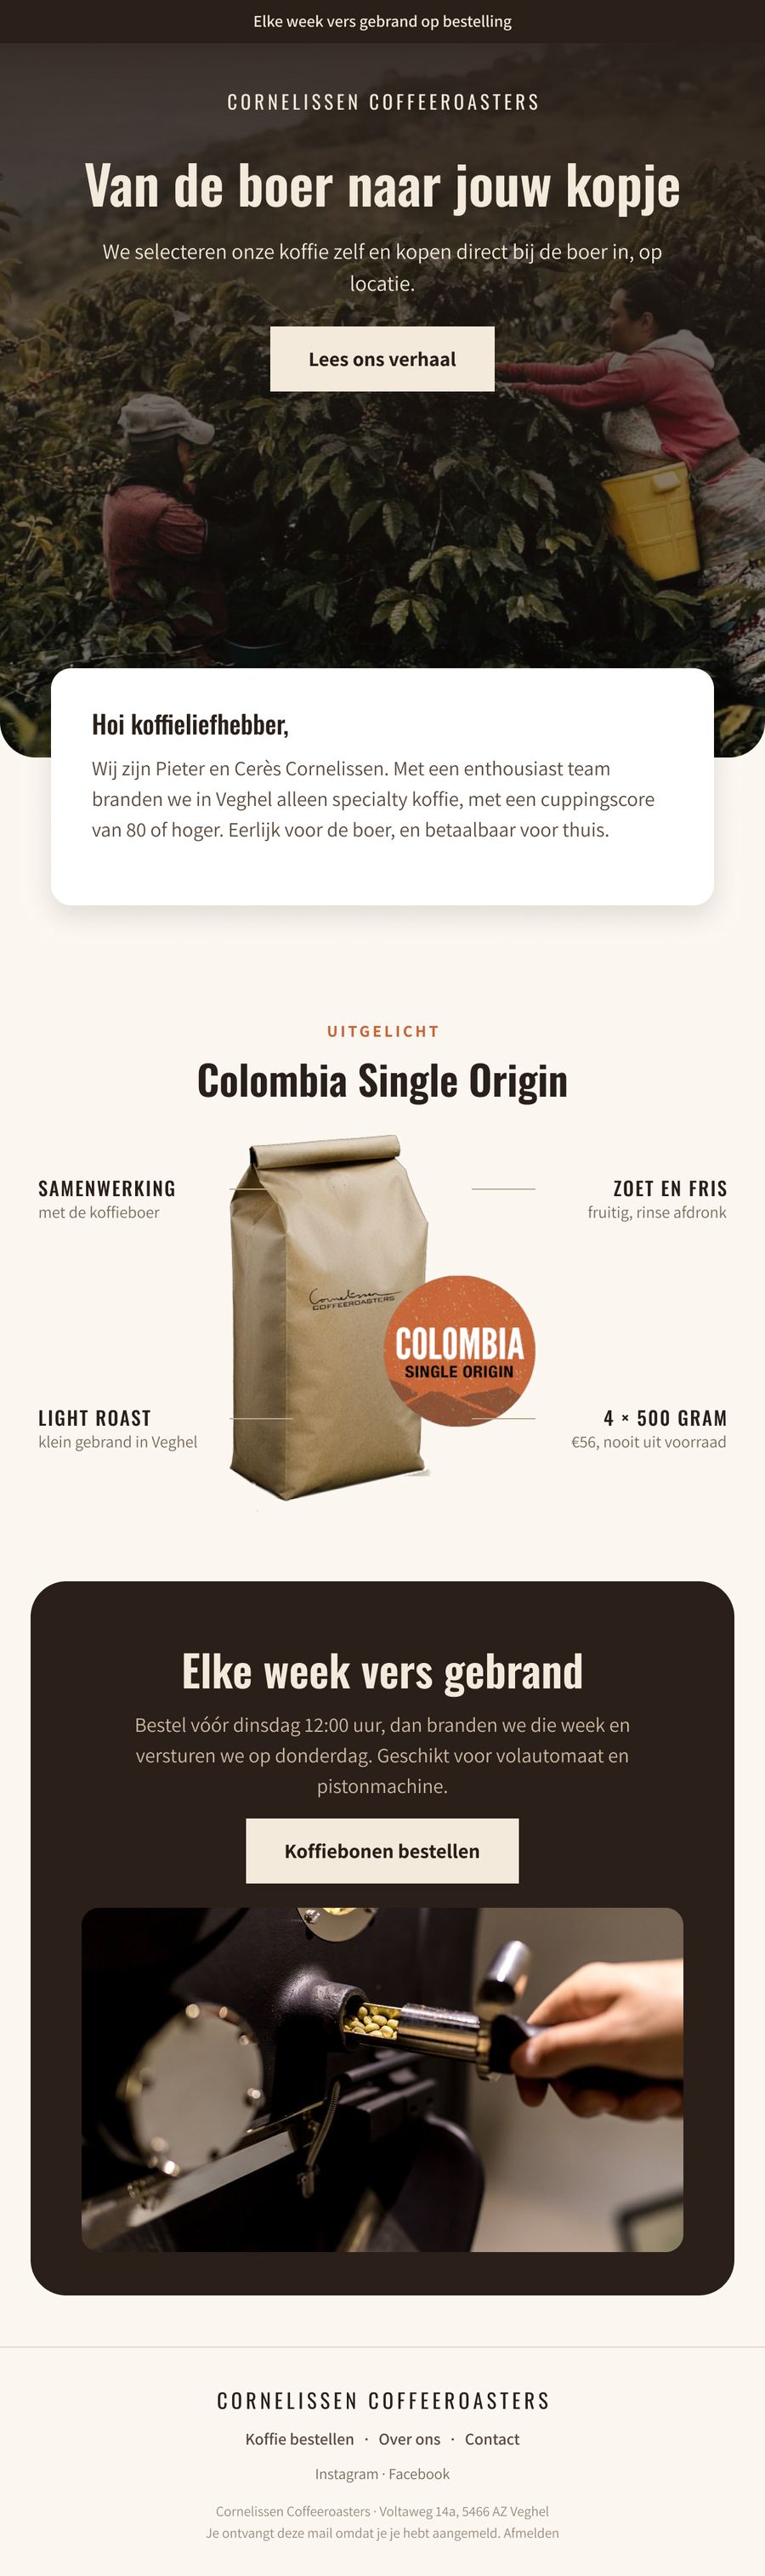 Elke week vers gebrand op bestelling
CORNELISSEN COFFEEROASTERS
Van de boer naar jouw kopje
We selecteren onze koffie zelf en kopen direct bij de boer in, op
locatie.
Lees ons verhaal
Hoi koffieliefhebber,
Wij zijn Pieter en Cerès Cornelissen. Met een enthousiast team
branden we in Veghel alleen specialty koffie, met een cuppingscore
van 80 of hoger. Eerlijk voor de boer, en betaalbaar voor thuis.
UITGELICHT
Colombia Single Origin
SAMENWERKING
met de koffieboer
ZOET EN FRIS
fruitig, rinse afdronk
Cornelissen
COFFEEROASTERS
COLOMBIA
SINGLE ORIGIN
LIGHT ROAST
klein gebrand in Veghel
4 × 500 GRAM
€56, nooit uit voorraad
Elke week vers gebrand
Bestel vóór dinsdag 12:00 uur, dan branden we die week en
versturen we op donderdag. Geschikt voor volautomaat en
pistonmachine.
Koffiebonen bestellen
CORNELISSEN COFFEEROASTERS
Koffie bestellen · Over ons · Contact
Instagram · Facebook
Cornelissen Coffeeroasters · Voltaweg 14a, 5466 AZ Veghel
Je ontvangt deze mail omdat je je hebt aangemeld. Afmelden